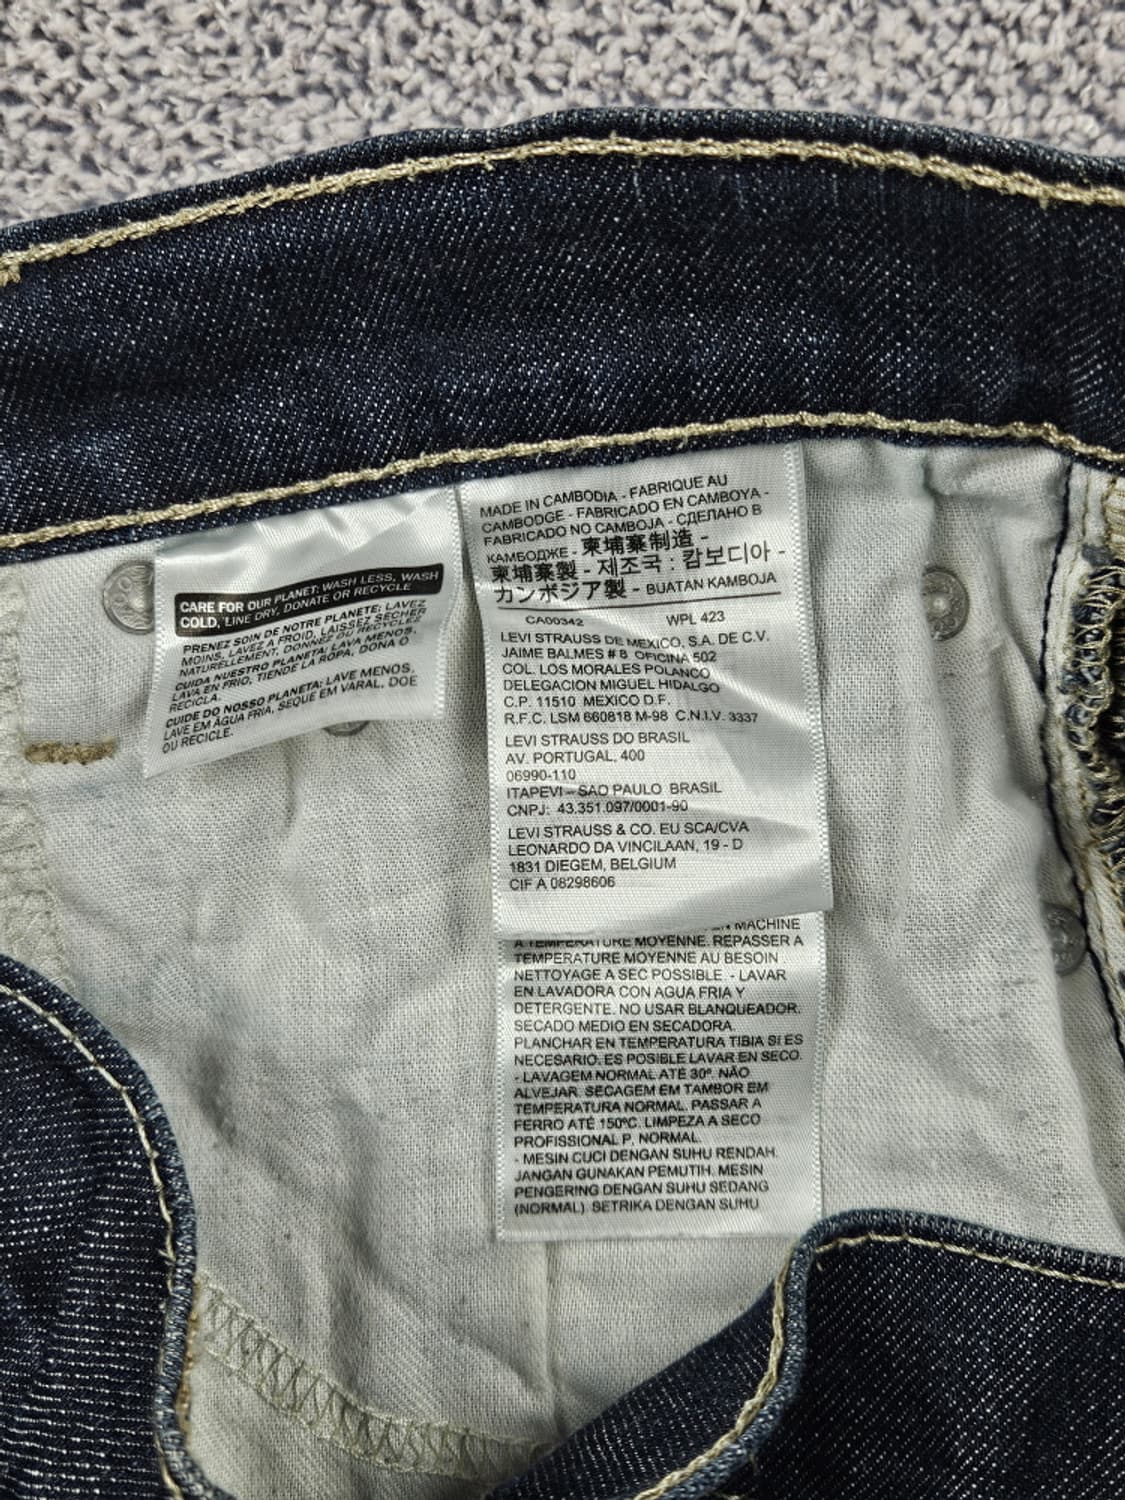 CARE FOR OUR PLANET: WASH LESS, WASH
COLD, LINE DRY, DONATE OR RECYCLE
PRENEZ SOIN DE NOTRE PLANETE: LAVEZ
MOINS, LAVEZ A FROID, LAISSEZ SECHER
NATURELLEMENT, DONNEZ OU RECYCLEZ
CUIDA NUESTRO PLANETA: LAVA MENOS,
LAVA EN FRIO, TIENDE LA ROPA, DONA O
RECICLA.
CUIDE DO NOSSO PLANETA: LAVE MENOS,
LAVE EM ÁGUA FRIA, SEQUE EM VARAL, DOE
OU RECICLE.
MADE IN CAMBODIA - FABRIQUE AU
CAMBODGE - FABRICADO EN CAMBOYA -
FABRICADO NO CAMBOJA - СДЕЛАНО В
КАМБОДЖЕ - 柬埔寨制造 -
柬埔寨製 - 제조국 : 캄보디아 -
カンボジア製 - BUATAN KAMBOJA
CA00342 WPL 423
LEVI STRAUSS DE MEXICO, S.A. DE C.V.
JAIME BALMES # 8 OFICINA 502
COL. LOS MORALES POLANCO
DELEGACION MIGUEL HIDALGO
C.P. 11510 MEXICO D.F.
R.F.C. LSM 660818 M-98 C.N.I.V. 3337
LEVI STRAUSS DO BRASIL
AV. PORTUGAL, 400
06990-110
ITAPEVI – SAO PAULO BRASIL
CNPJ: 43.351.097/0001-90
LEVI STRAUSS & CO. EU SCA/CVA
LEONARDO DA VINCILAAN, 19 - D
1831 DIEGEM, BELGIUM
CIF A 08298606
EN MACHINE
A TEMPERATURE MOYENNE. REPASSER A
TEMPERATURE MOYENNE AU BESOIN
NETTOYAGE A SEC POSSIBLE. - LAVAR
EN LAVADORA CON AGUA FRIA Y
DETERGENTE. NO USAR BLANQUEADOR.
SECADO MEDIO EN SECADORA.
PLANCHAR EN TEMPERATURA TIBIA SI ES
NECESARIO. ES POSIBLE LAVAR EN SECO.
- LAVAGEM NORMAL ATÉ 30º. NÃO
ALVEJAR. SECAGEM EM TAMBOR EM
TEMPERATURA NORMAL. PASSAR A
FERRO ATÉ 150ºC. LIMPEZA A SECO
PROFISSIONAL P, NORMAL.
- MESIN CUCI DENGAN SUHU RENDAH.
JANGAN GUNAKAN PEMUTIH. MESIN
PENGERING DENGAN SUHU SEDANG
(NORMAL). SETRIKA DENGAN SUHU